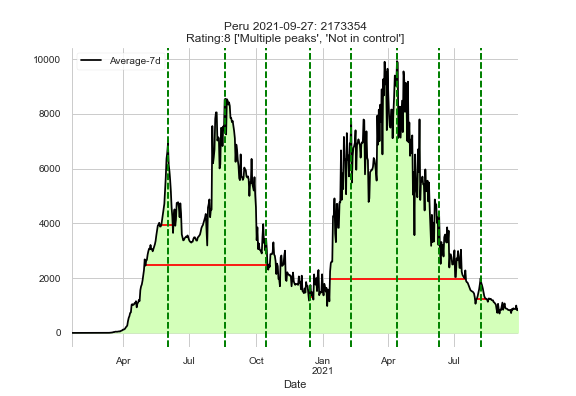 Peru 2021-09-27: 2173354
Rating:8 ['Multiple peaks', 'Not in control']
Average-7d
10000
8000
6000
4000
2000
0
Apr Jul Oct Jan Apr Jul
2021
Date